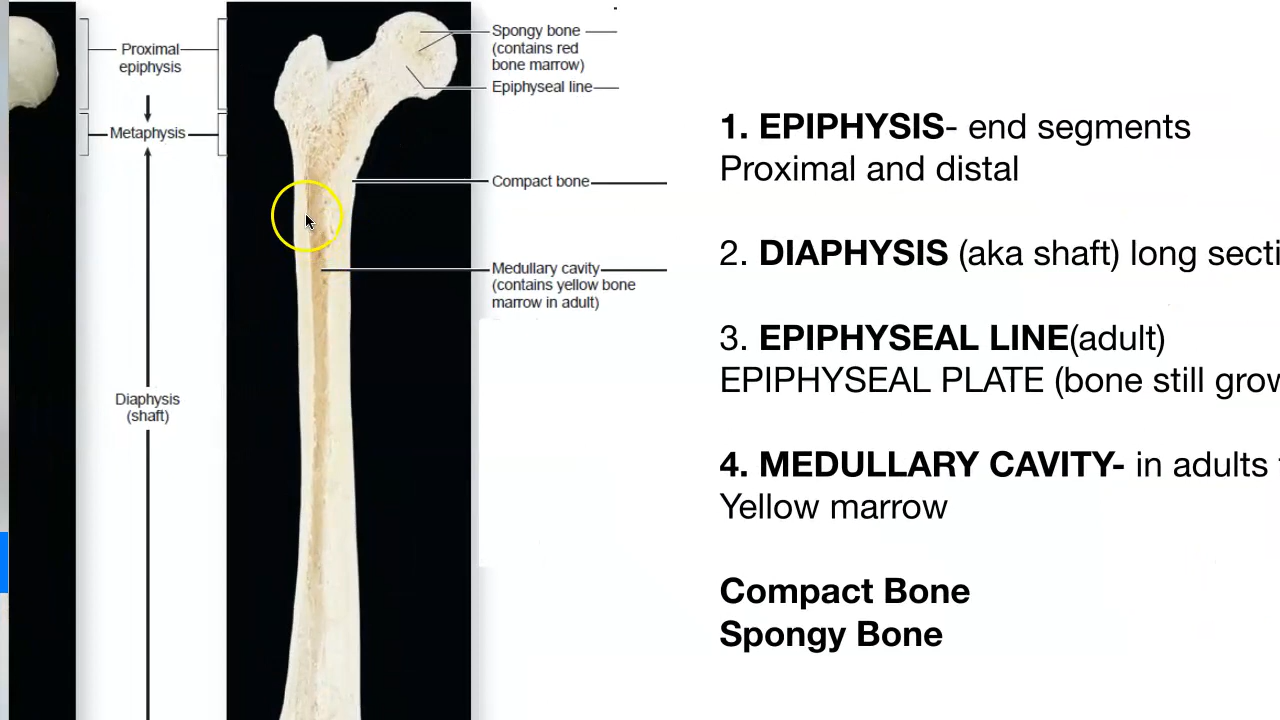 Proximal
epiphysis
Metaphysis
Diaphysis
(shaft)
Spongy bone
(contains red
bone marrow)
Epiphyseal line
Compact bone
Medullary cavity
(contains yellow bone
marrow in adult)
1. EPIPHYSIS- end segments
Proximal and distal
2. DIAPHYSIS (aka shaft) long secti
3. EPIPHYSEAL LINE(adult)
EPIPHYSEAL PLATE (bone still grow
4. MEDULLARY CAVITY- in adults
Yellow marrow
Compact Bone
Spongy Bone